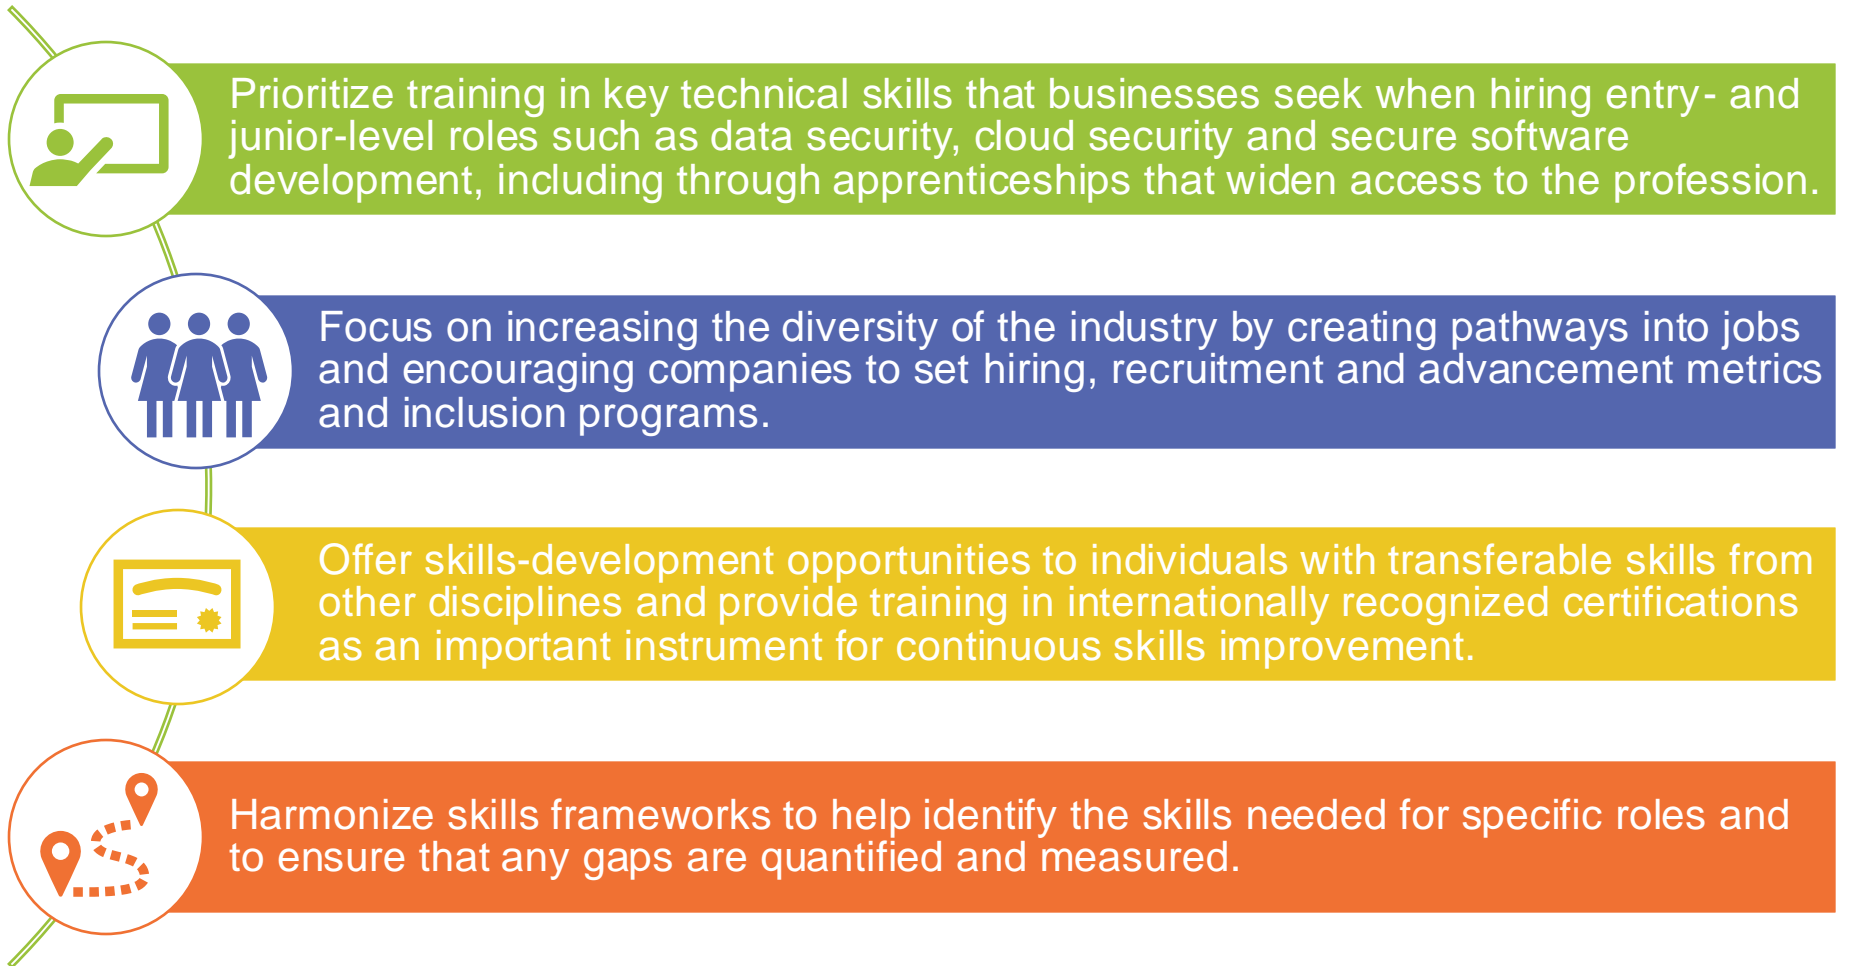 Prioritize training in key technical skills that businesses seek when hiring entry- and
junior-level roles such as data security, cloud security and secure software
development, including through apprenticeships that widen access to the profession.
Focus on increasing the diversity of the industry by creating pathways into jobs
and encouraging companies to set hiring, recruitment and advancement metrics
and inclusion programs.
Offer skills-development opportunities to individuals with transferable skills from
other disciplines and provide training in internationally recognized certifications
as an important instrument for continuous skills improvement.
Harmonize skills frameworks to help identify the skills needed for specific roles and
to ensure that any gaps are quantified and measured.